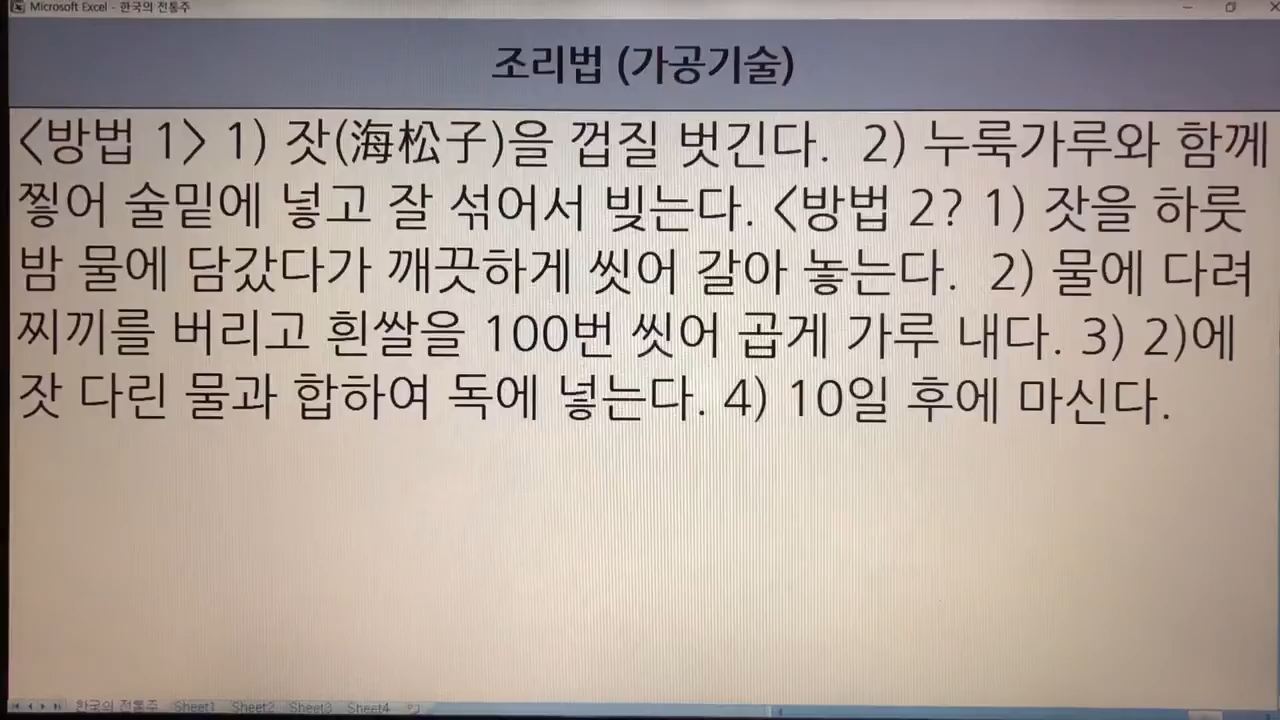 Microsoft Excel - 한국의 전통주
조리법 (가공기술)
<방법 1> 1) 잣(海松子)을 껍질 벗긴다. 2) 누룩가루와 함께
찧어 술밑에 넣고 잘 섞어서 빚는다. <방법 2? 1) 잣을 하룻
밤 물에 담갔다가 깨끗하게 씻어 갈아 놓는다. 2) 물에 다려
찌끼를 버리고 흰쌀을 100번 씻어 곱게 가루 내다. 3) 2)에
잣 다린 물과 합하여 독에 넣는다. 4) 10일 후에 마신다.
한국의 전통주 Sheet1 Sheet2 Sheet3 Sheet4